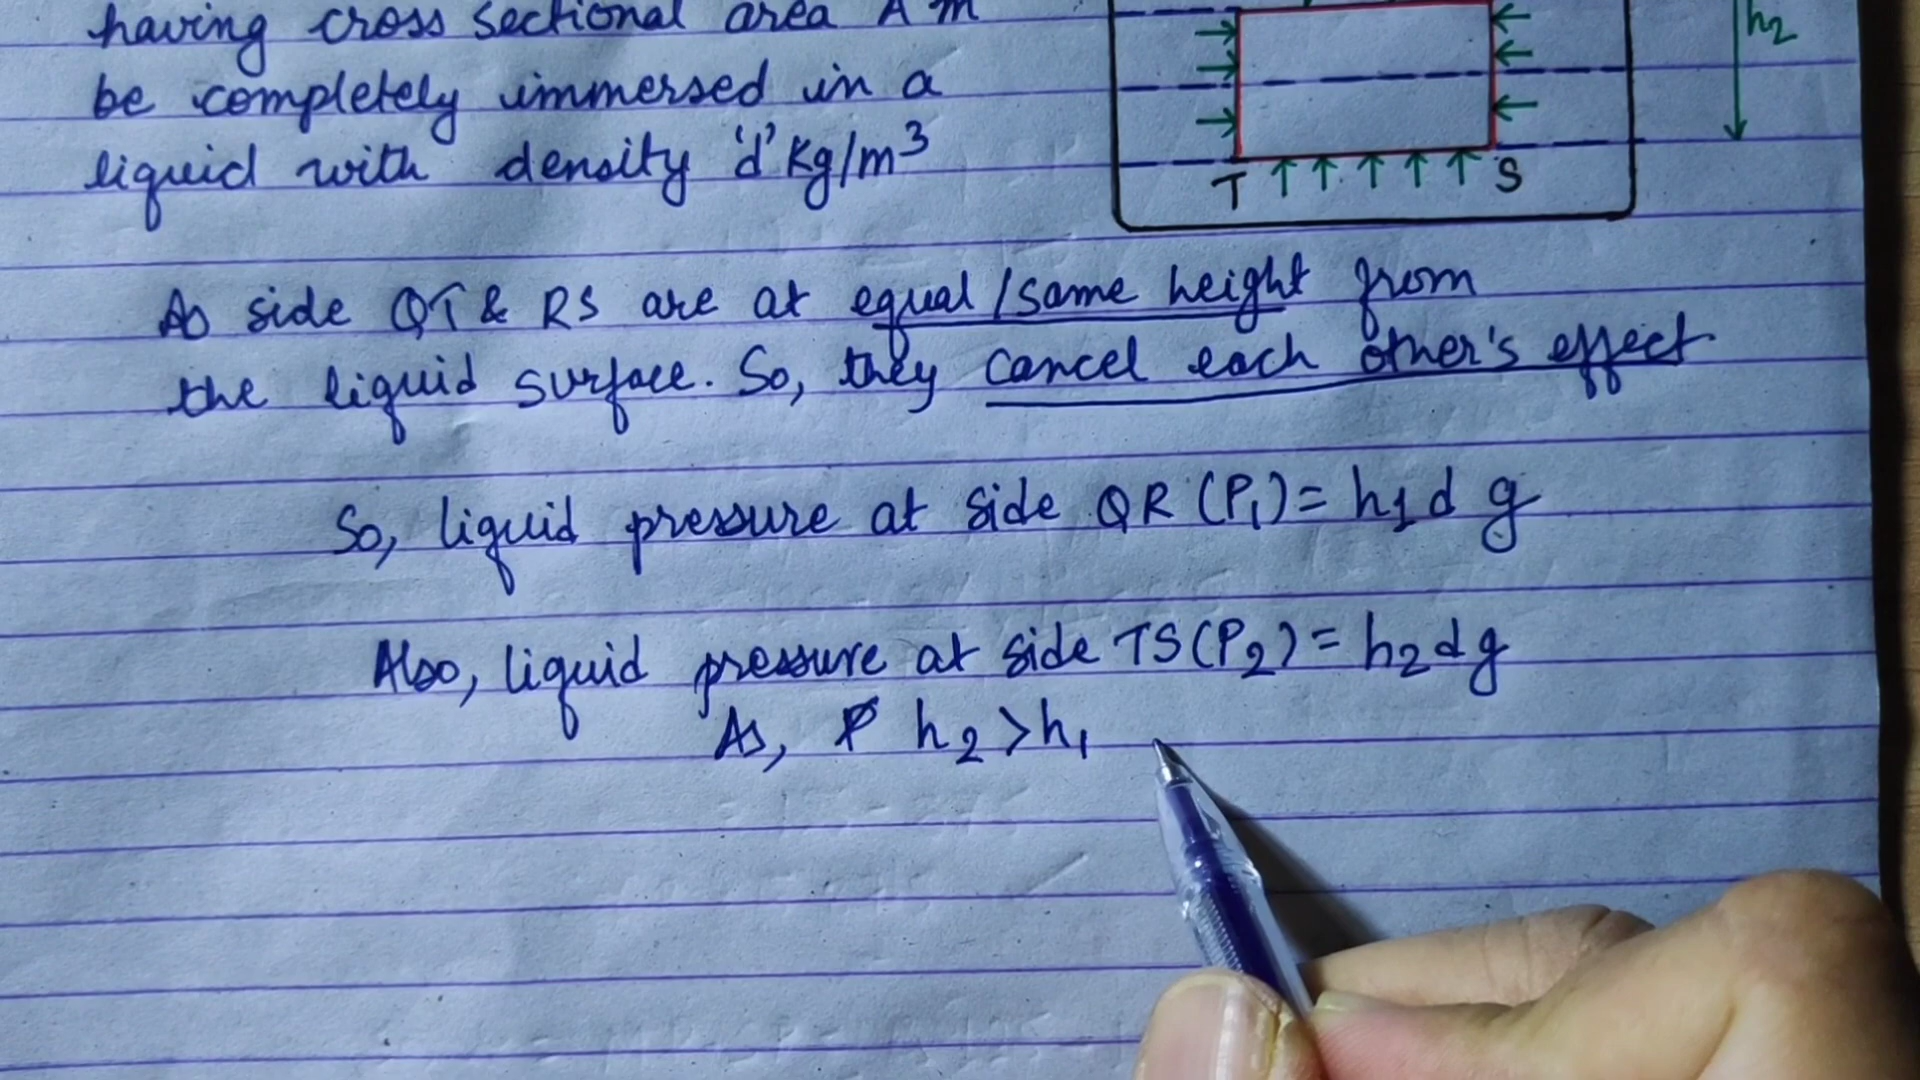 having cross sectional area A m
be completely immersed in a
liquid with density 'd' Kg/m³
h₂
T S
As side QT & RS are at equal/same height from
the liquid surface. So, they cancel each other's effect
So, liquid pressure at side QR (P₁) = h₁ d g
Also, liquid pressure at side TS (P₂) = h₂ d g
As, h₂ > h₁